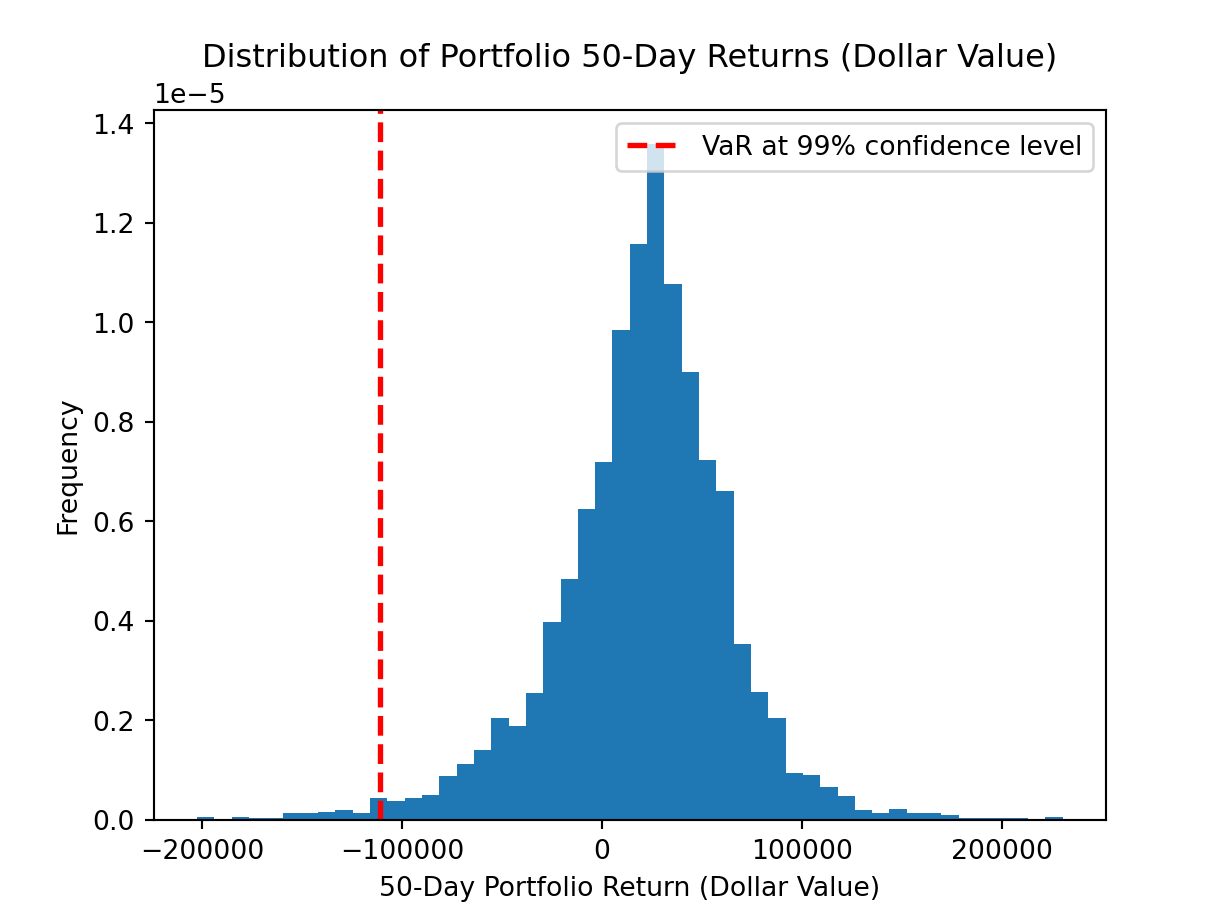 Distribution of Portfolio 50-Day Returns (Dollar Value)
1e−5
VaR at 99% confidence level
1.4
1.2
1.0
0.8
0.6
0.4
0.2
0.0
Frequency
−200000 −100000 0 100000 200000
50-Day Portfolio Return (Dollar Value)